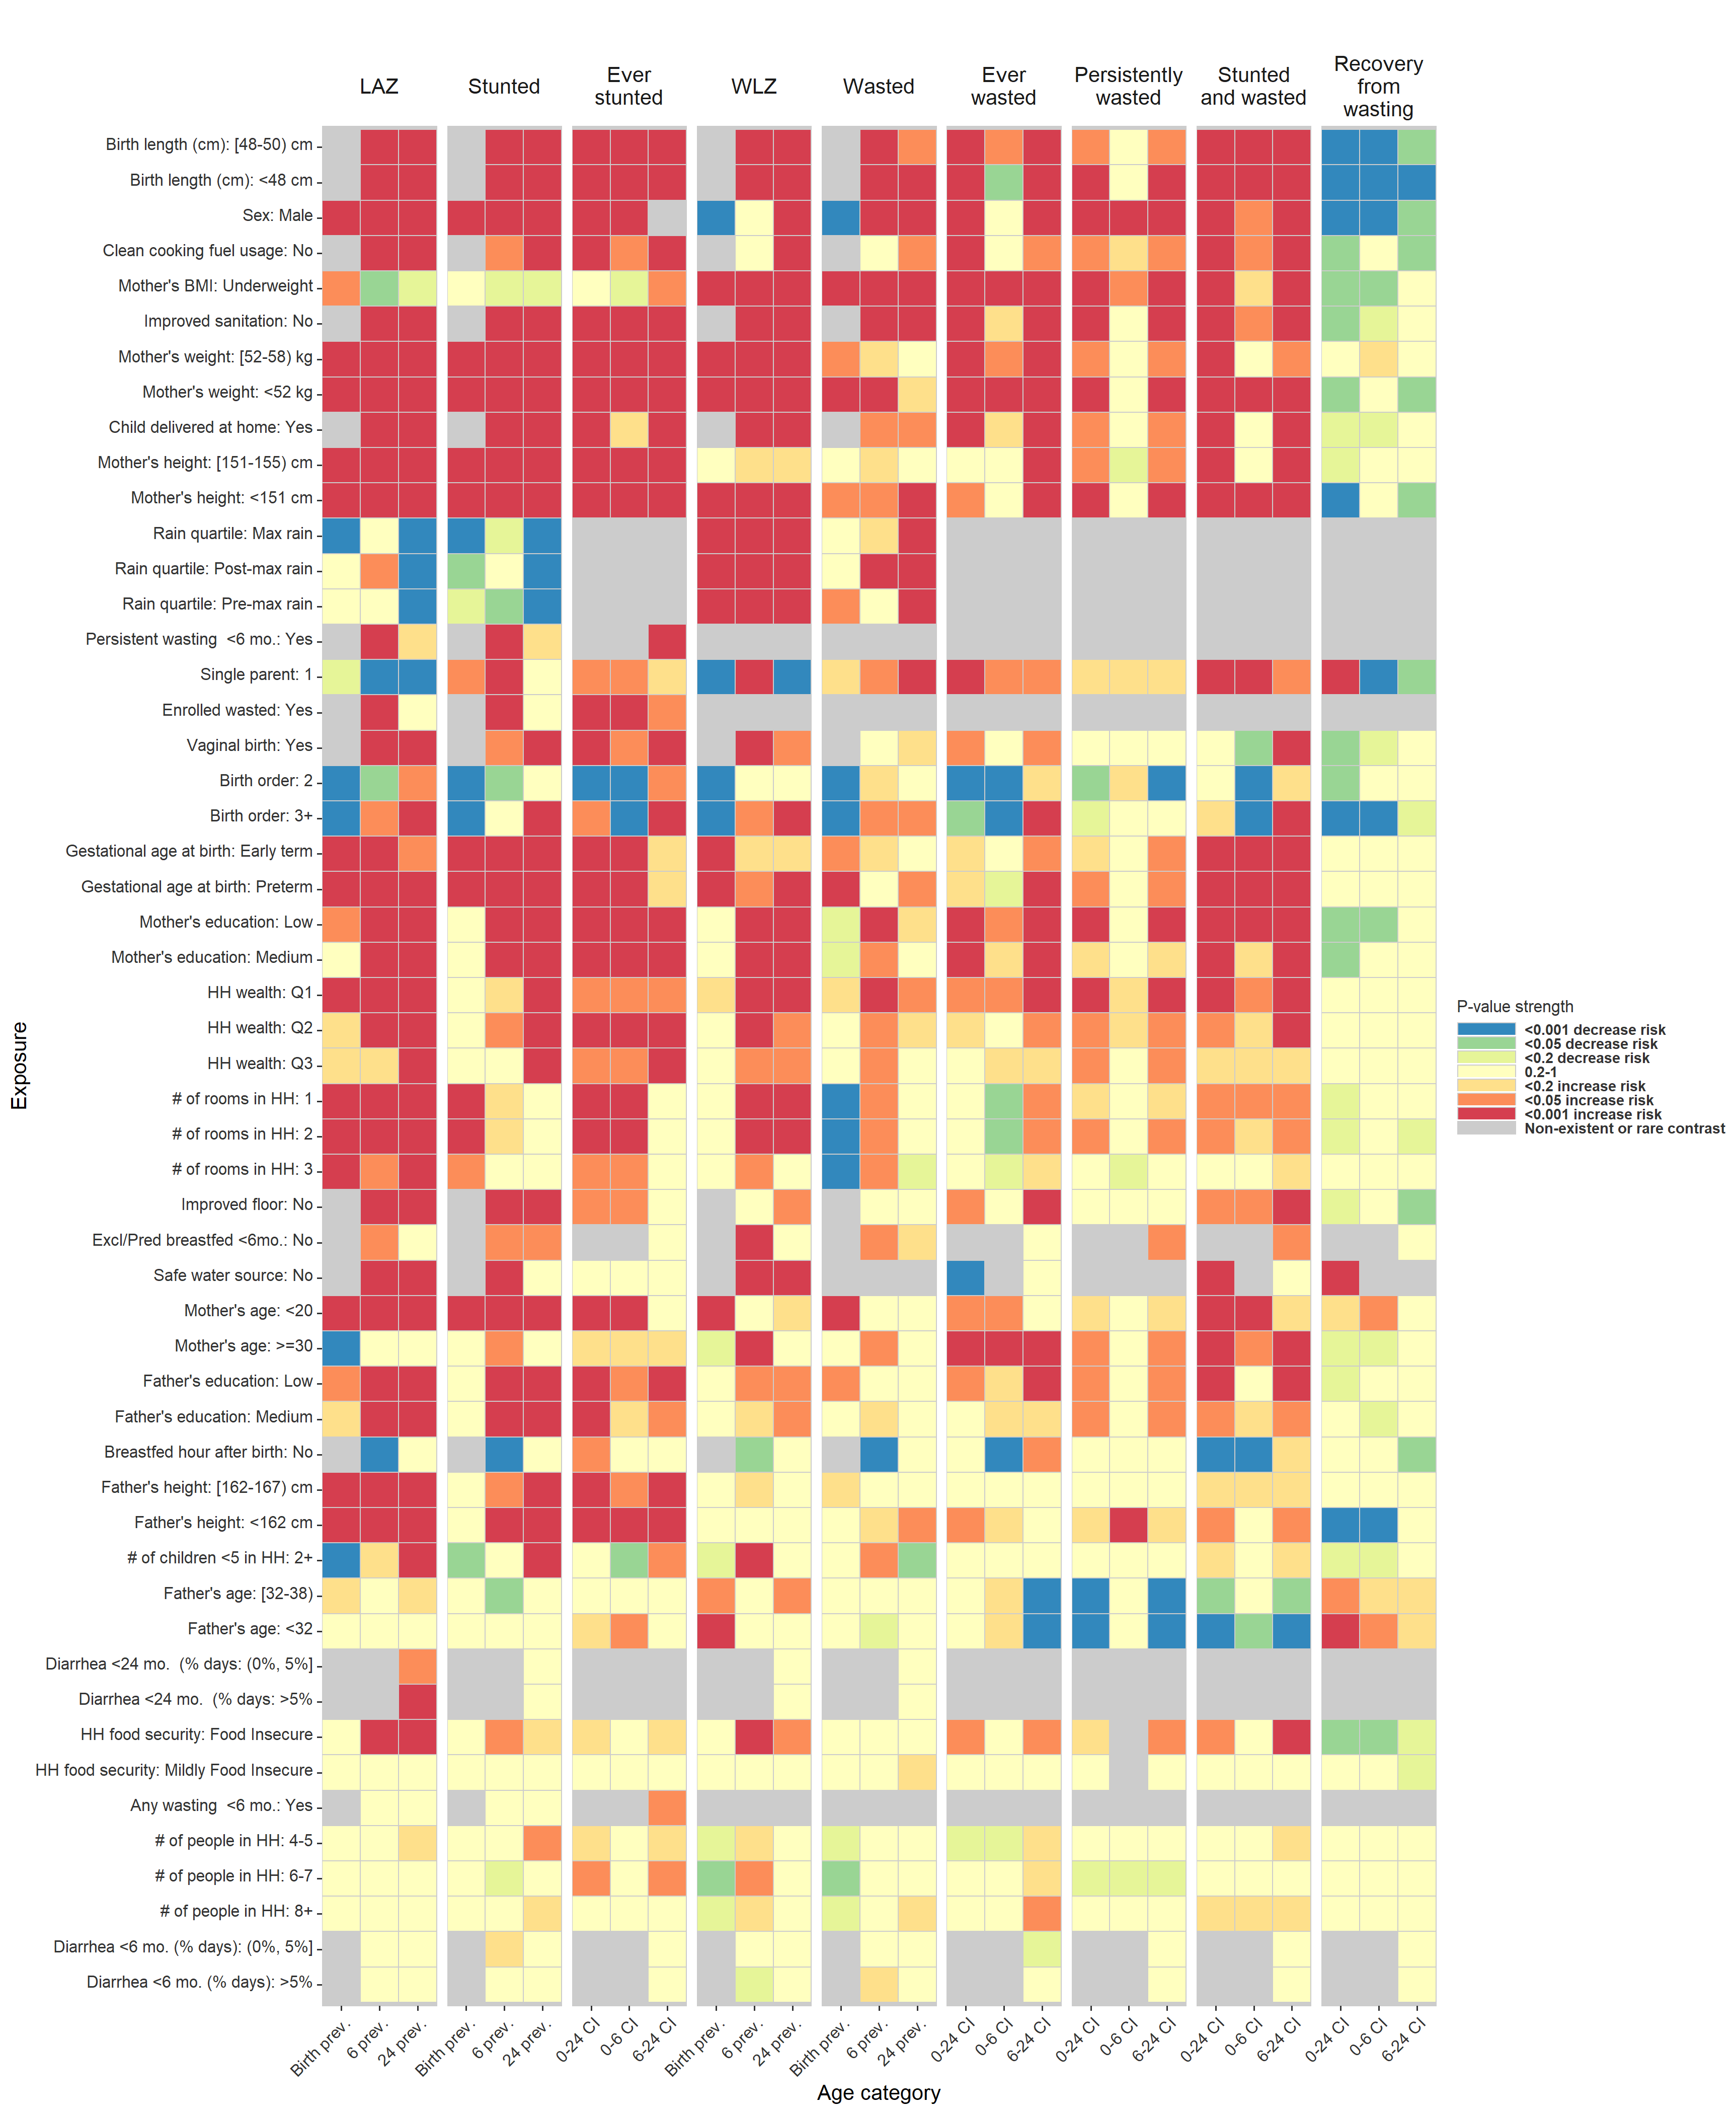 LAZ
Stunted
Ever
stunted
WLZ
Wasted
Ever
wasted
Persistently
wasted
Stunted
and wasted
Recovery
from
wasting
Birth length (cm): [48-50) cm
Birth length (cm): <48 cm
Sex: Male
Clean cooking fuel usage: No
Mother's BMI: Underweight
Improved sanitation: No
Mother's weight: [52-58) kg
Mother's weight: <52 kg
Child delivered at home: Yes
Mother's height: [151-155) cm
Mother's height: <151 cm
Rain quartile: Max rain
Rain quartile: Post-max rain
Rain quartile: Pre-max rain
Persistent wasting  <6 mo.: Yes
Single parent: 1
Enrolled wasted: Yes
Vaginal birth: Yes
Birth order: 2
Birth order: 3+
Gestational age at birth: Early term
Gestational age at birth: Preterm
Mother's education: Low
Mother's education: Medium
HH wealth: Q1
HH wealth: Q2
HH wealth: Q3
# of rooms in HH: 1
# of rooms in HH: 2
# of rooms in HH: 3
Improved floor: No
Excl/Pred breastfed <6mo.: No
Safe water source: No
Mother's age: <20
Mother's age: >=30
Father's education: Low
Father's education: Medium
Breastfed hour after birth: No
Father's height: [162-167) cm
Father's height: <162 cm
# of children <5 in HH: 2+
Father's age: [32-38)
Father's age: <32
Diarrhea <24 mo.  (% days: (0%, 5%]
Diarrhea <24 mo.  (% days: >5%
HH food security: Food Insecure
HH food security: Mildly Food Insecure
Any wasting  <6 mo.: Yes
# of people in HH: 4-5
# of people in HH: 6-7
# of people in HH: 8+
Diarrhea <6 mo. (% days): (0%, 5%]
Diarrhea <6 mo. (% days): >5%
Exposure
Birth prev.
6 prev.
24 prev.
Birth prev.
6 prev.
24 prev.
0-24 CI
0-6 CI
6-24 CI
Birth prev.
6 prev.
24 prev.
Birth prev.
6 prev.
24 prev.
0-24 CI
0-6 CI
6-24 CI
0-24 CI
0-6 CI
6-24 CI
0-24 CI
0-6 CI
6-24 CI
0-24 CI
0-6 CI
6-24 CI
Age category
P-value strength
<0.001 decrease risk
<0.05 decrease risk
<0.2 decrease risk
0.2-1
<0.2 increase risk
<0.05 increase risk
<0.001 increase risk
Non-existent or rare contrast